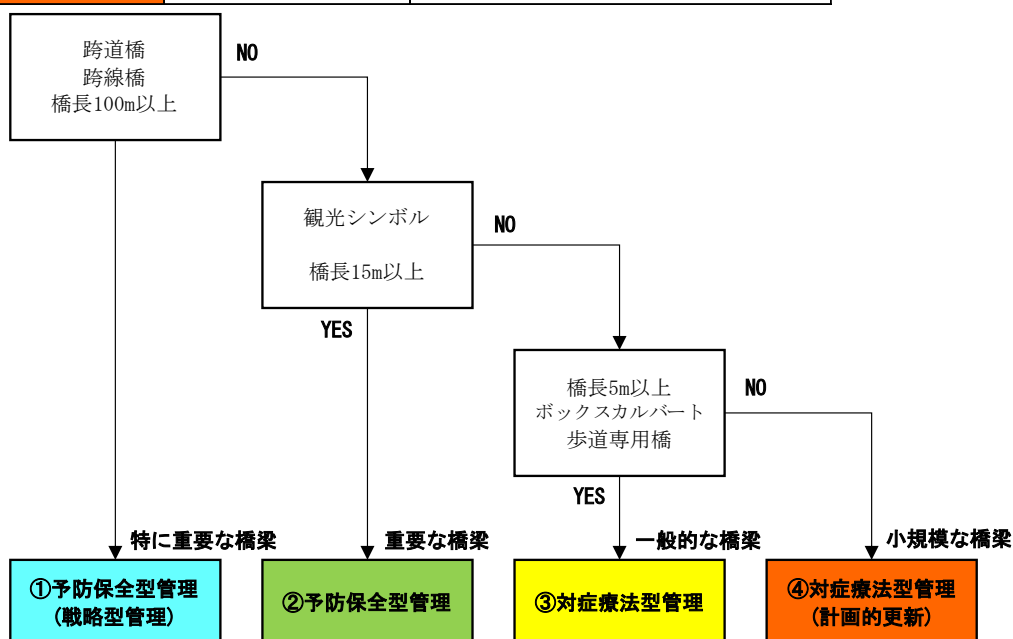 跨道橋
跨線橋
橋長100m以上
NO
観光シンボル
橋長15m以上
NO
YES
橋長5m以上
ボックスカルバート
歩道専用橋
NO
YES
特に重要な橋梁
重要な橋梁
一般的な橋梁
小規模な橋梁
①予防保全型管理
(戦略型管理)
②予防保全型管理
③対症療法型管理
④対症療法型管理
(計画的更新)